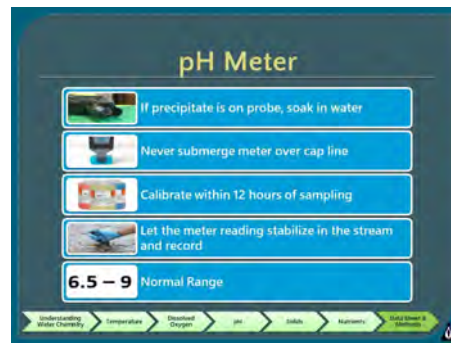 pH Meter
If precipitate is on probe, soak in water
Never submerge meter over cap line
Calibrate within 12 hours of sampling
Let the meter reading stabilize in the stream
and record
6.5 – 9 Normal Range
Understanding
Water Chemistry
Temperature
Dissolved
Oxygen
pH
Solids
Nutrients
Data Sheet &
Methods